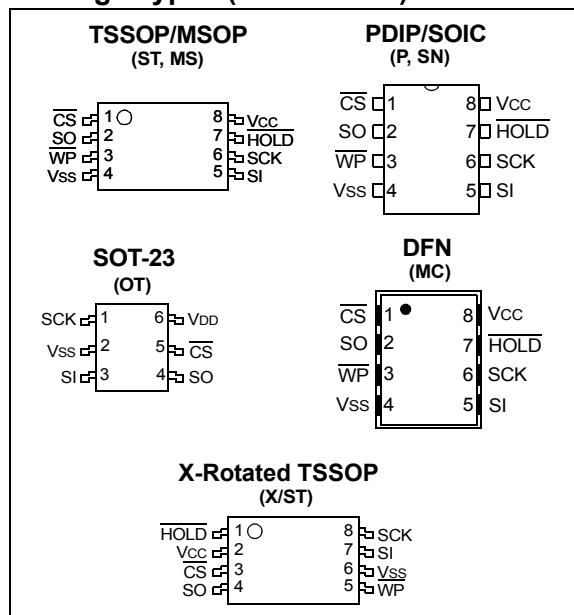 TSSOP/MSOP
(ST, MS)
CS 1 8 VCC
SO 2 7 HOLD
WP 3 6 SCK
VSS 4 5 SI
PDIP/SOIC
(P, SN)
CS 1 8 VCC
SO 2 7 HOLD
WP 3 6 SCK
VSS 4 5 SI
SOT-23
(OT)
SCK 1 6 VDD
VSS 2 5 CS
SI 3 4 SO
DFN
(MC)
CS 1 8 VCC
SO 2 7 HOLD
WP 3 6 SCK
VSS 4 5 SI
X-Rotated TSSOP
(X/ST)
HOLD 1 8 SCK
VCC 2 7 SI
CS 3 6 VSS
SO 4 5 WP